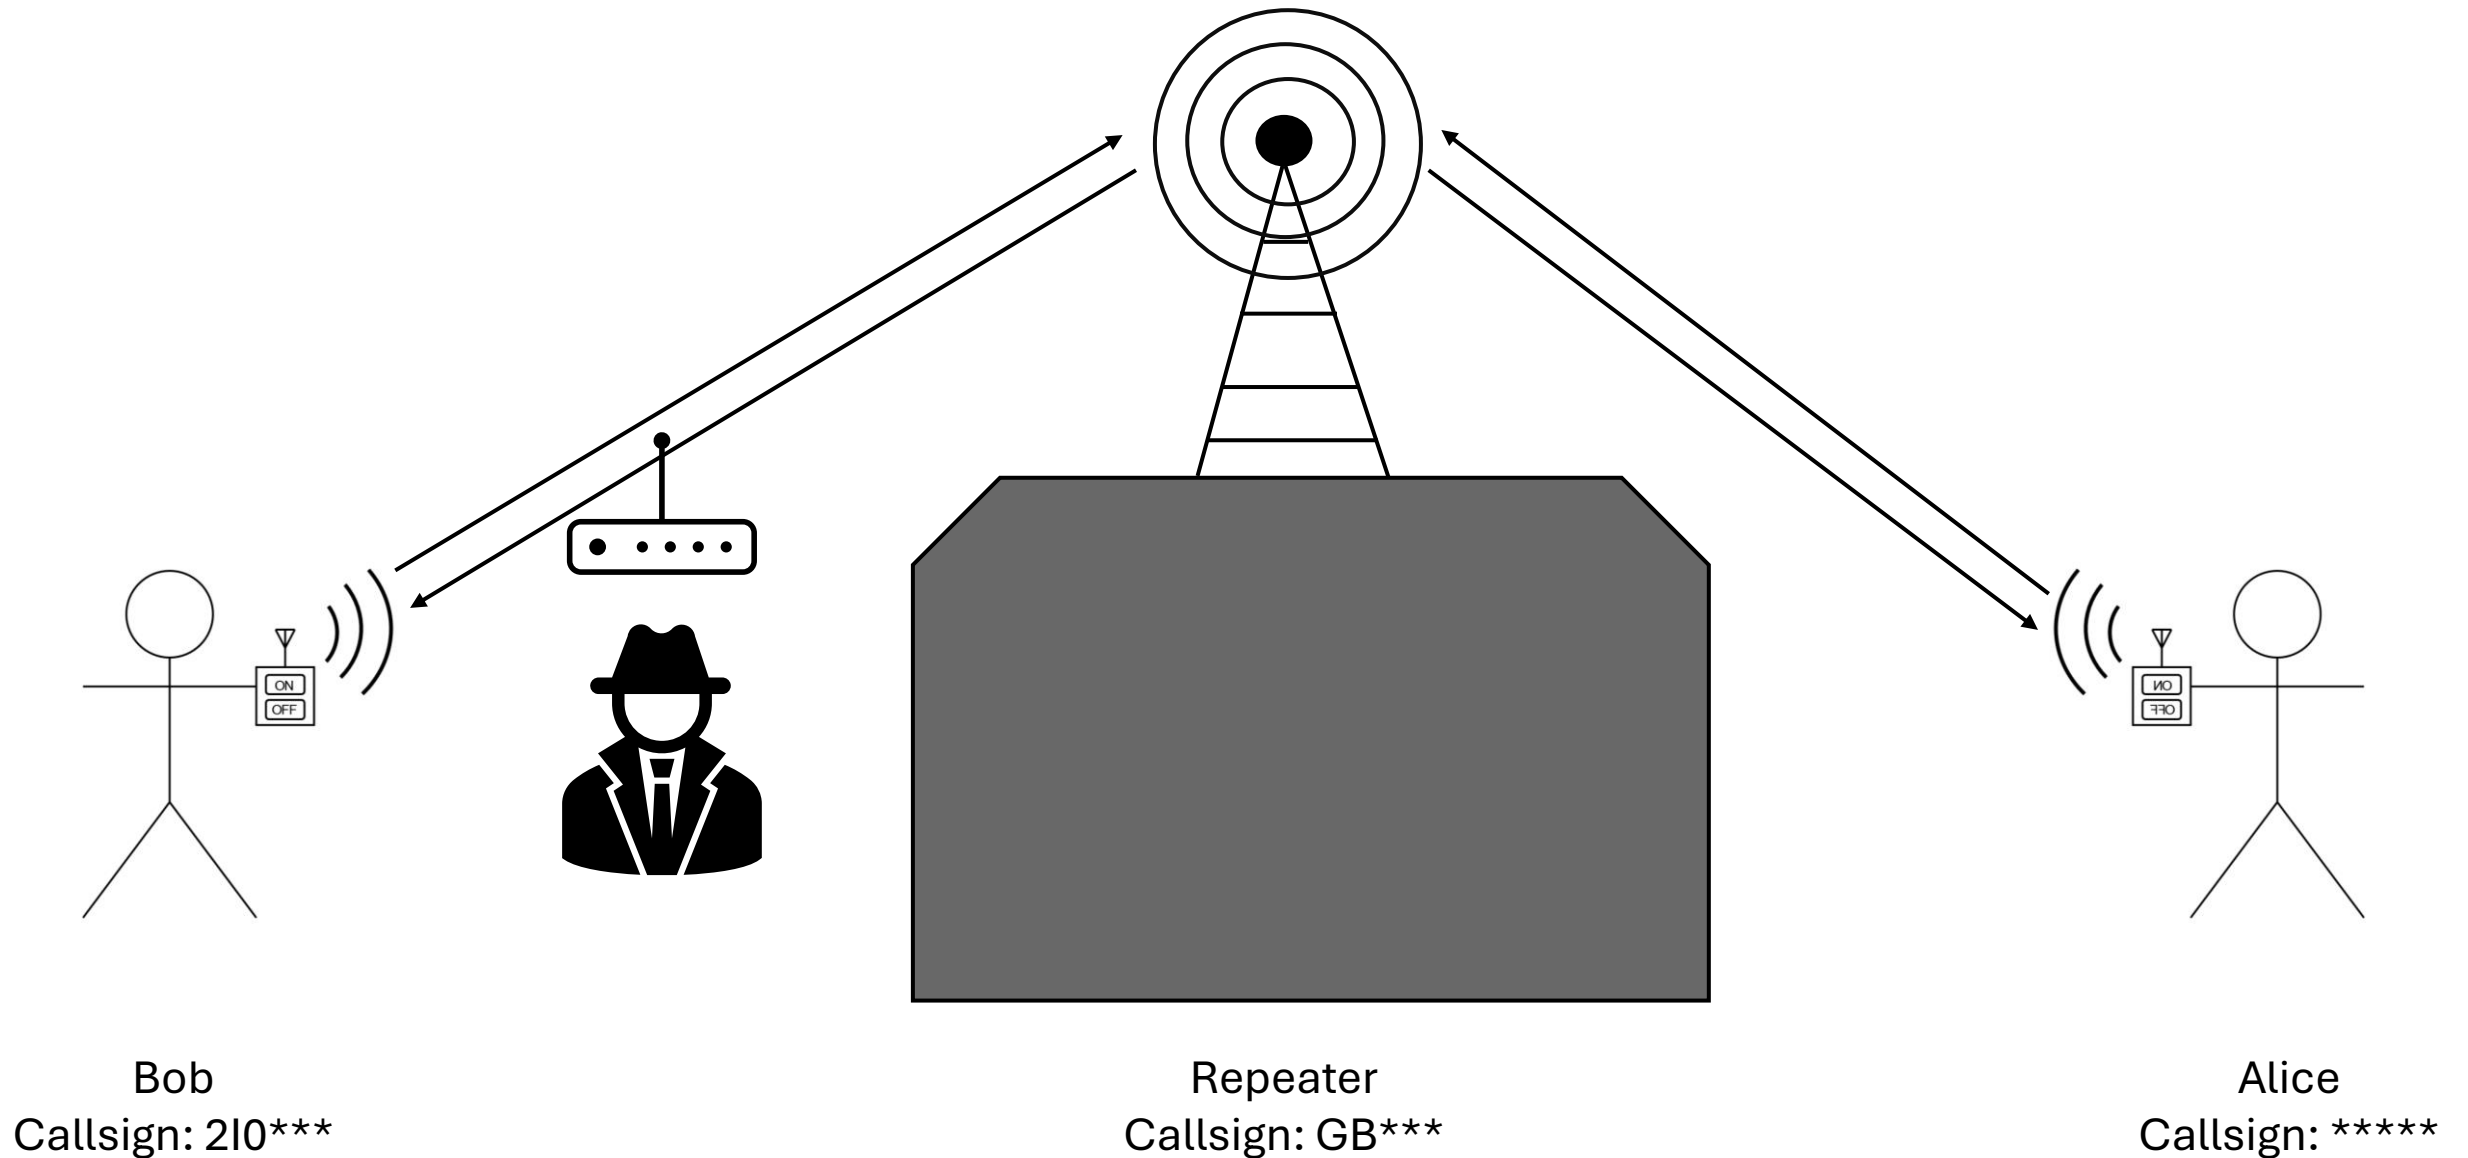 ON
OFF
ON
OFF
Bob
Callsign: 2I0***
Repeater
Callsign: GB***
Alice
Callsign: *****